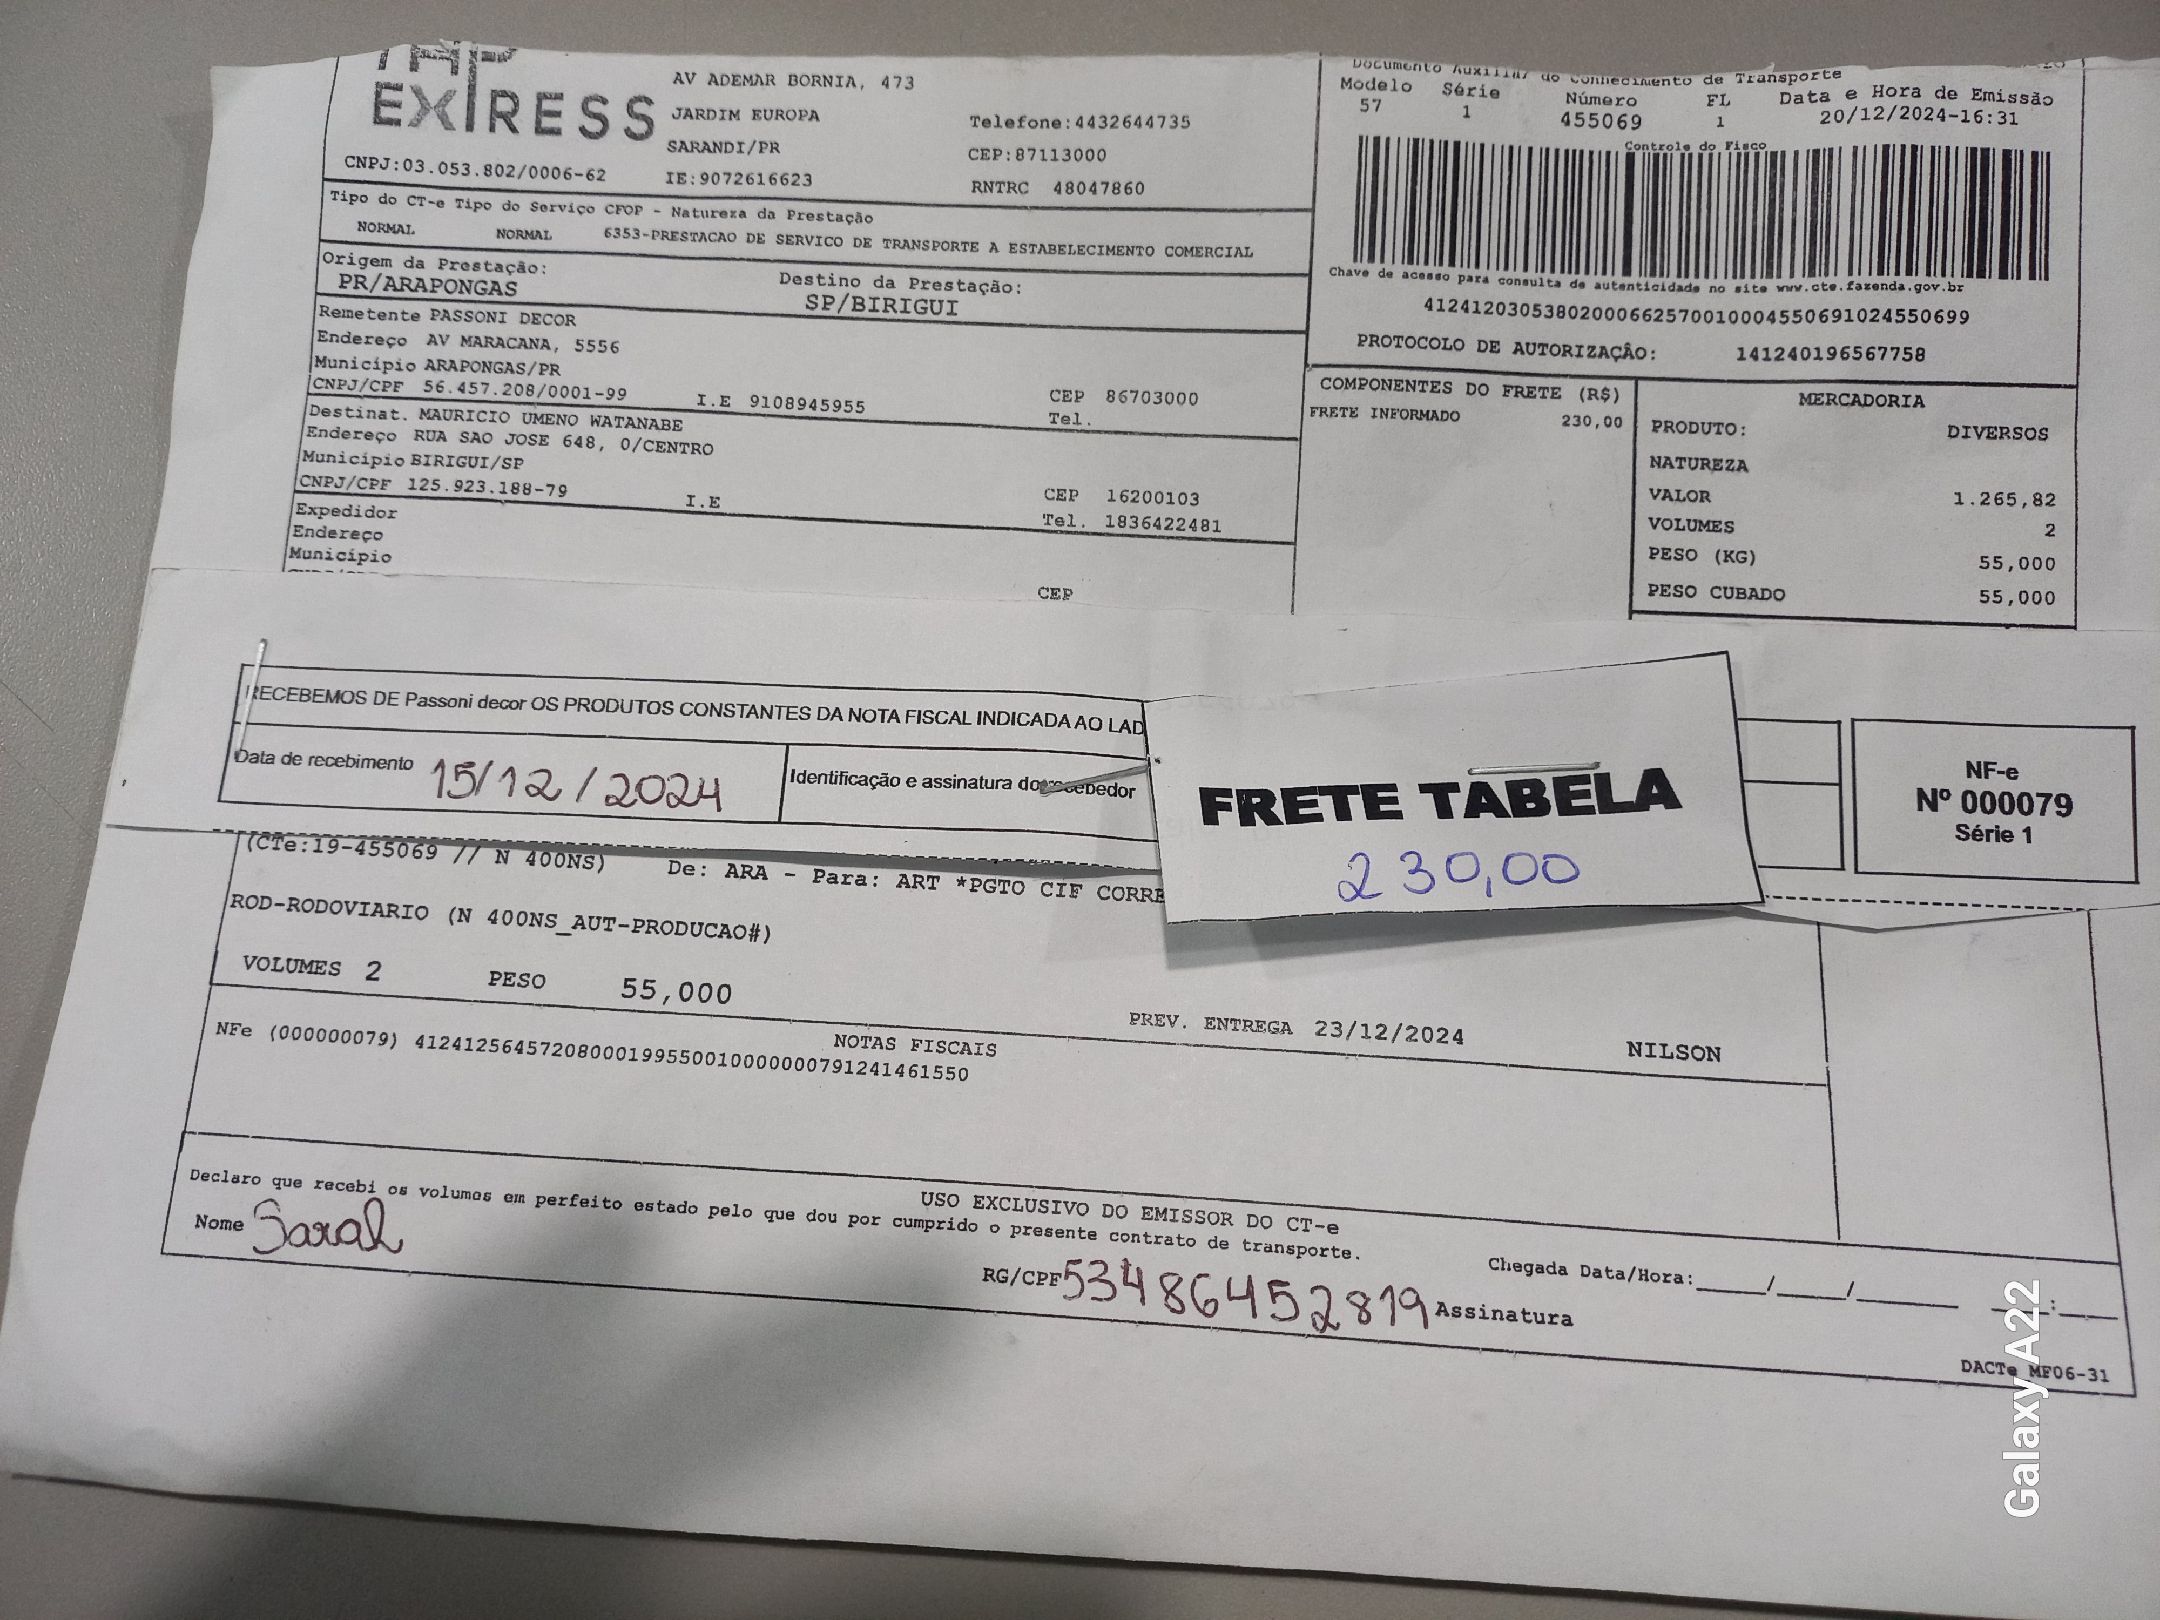 EXPRESS
AV ADEMAR BORNIA, 473
JARDIM EUROPA
SARANDI/PR
Telefone:4432644735
CEP:87113000
CNPJ:03.053.802/0006-62
IE:9072616623
RNTRC 48047860
Documento Auxiliar do Conhecimento de Transporte
Modelo Série Número FL Data e Hora de Emissão
57 1 455069 1 20/12/2024-16:31
Controle do Fisco
Chave de acesso para consulta de autenticidade no site www.cte.fazenda.gov.br
41241203053802000662570010004550691024550699
PROTOCOLO DE AUTORIZAÇÂO: 141240196567758
Tipo do CT-e Tipo do Serviço CFOP - Natureza da Prestação
NORMAL NORMAL 6353-PRESTACAO DE SERVICO DE TRANSPORTE A ESTABELECIMENTO COMERCIAL
Origem da Prestação: Destino da Prestação:
PR/ARAPONGAS SP/BIRIGUI
Remetente PASSONI DECOR
Endereço AV MARACANA, 5556
Município ARAPONGAS/PR
CNPJ/CPF 56.457.208/0001-99 I.E 9108945955 CEP 86703000
Tel.
Destinat. MAURICIO UMENO WATANABE
Endereço RUA SAO JOSE 648, 0/CENTRO
Município BIRIGUI/SP
CNPJ/CPF 125.923.188-79 I.E CEP 16200103
Tel. 1836422481
Expedidor
Endereço
Município
CEP
COMPONENTES DO FRETE (R$)
FRETE INFORMADO 230,00
MERCADORIA
PRODUTO: DIVERSOS
NATUREZA
VALOR 1.265,82
VOLUMES 2
PESO (KG) 55,000
PESO CUBADO 55,000
RECEBEMOS DE Passoni decor OS PRODUTOS CONSTANTES DA NOTA FISCAL INDICADA AO LAD
Data de recebimento 15/12/2024
Identificação e assinatura do recebedor
FRETE TABELA
230,00
NF-e
Nº 000079
Série 1
(CTe:19-455069 // N 400NS) De: ARA - Para: ART *PGTO CIF CORRE
ROD-RODOVIARIO (N 400NS_AUT-PRODUCAO#)
VOLUMES 2 PESO 55,000
PREV. ENTREGA 23/12/2024 NILSON
NOTAS FISCAIS
NFe (000000079) 41241256457208000199550010000000791241461550
USO EXCLUSIVO DO EMISSOR DO CT-e
Declaro que recebi os volumos em perfeito estado pelo que dou por cumprido o presente contrato de transporte.
Nome Sarah
RG/CPF 53486452819 Assinatura
Chegada Data/Hora:____/____/______ ___:___
DACTe MF06-31
Galaxy A22